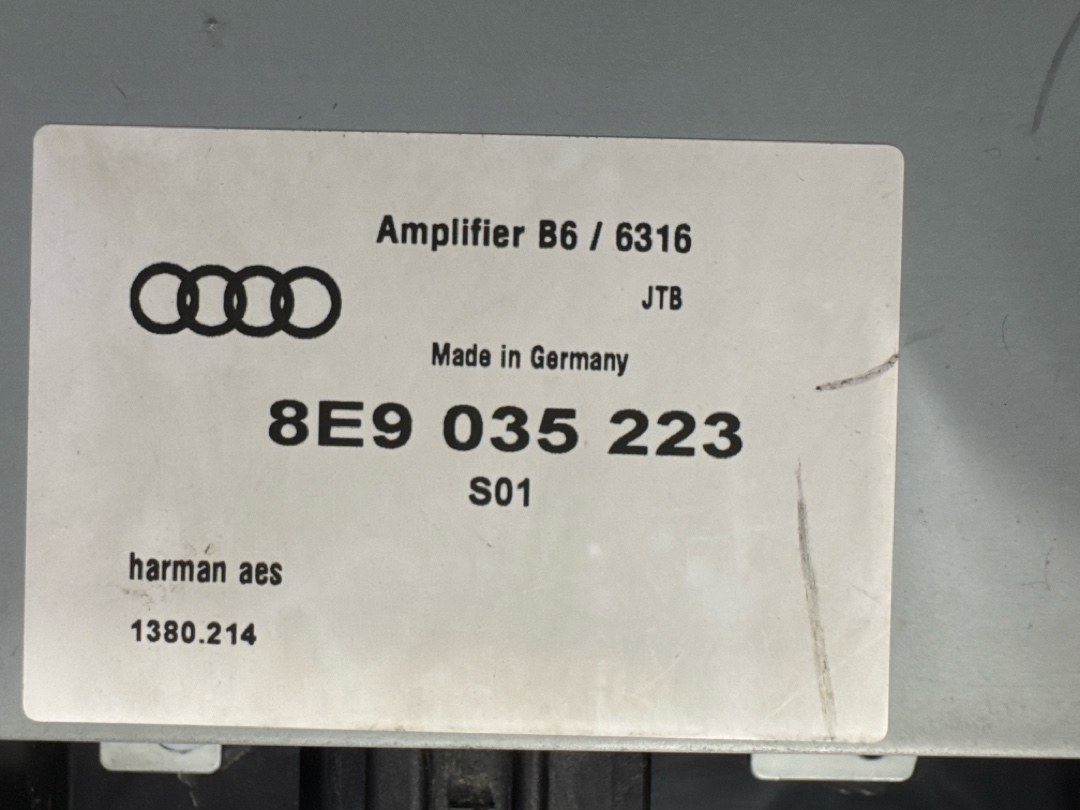 Amplifier B6 / 6316
JTB
Made in Germany
8E9 035 223
S01
harman aes
1380.214